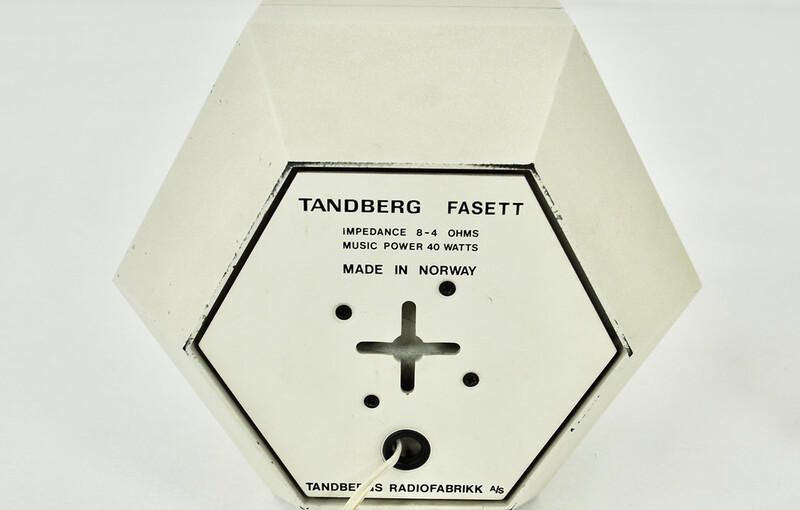 TANDBERG FASETT
IMPEDANCE 8-4 OHMS
MUSIC POWER 40 WATTS
MADE IN NORWAY
TANDBERGS RADIOFABRIKK A/S